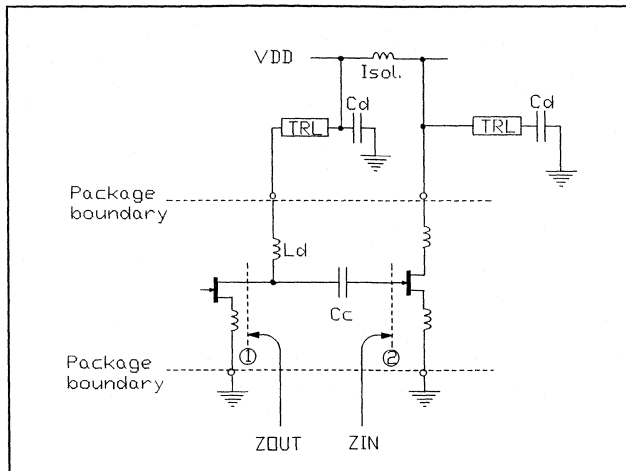 VDD
Isol.
Cd
Cd
TRL
TRL
Package
boundary
Ld
Cc
1
2
Package
boundary
ZOUT
ZIN